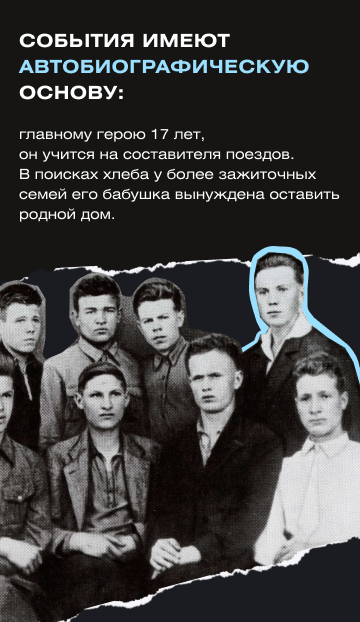 СОБЫТИЯ ИМЕЮТ
АВТОБИОГРАФИЧЕСКУЮ
ОСНОВУ:
главному герою 17 лет,
он учится на составителя поездов.
В поисках хлеба у более зажиточных
семей его бабушка вынуждена оставить
родной дом.